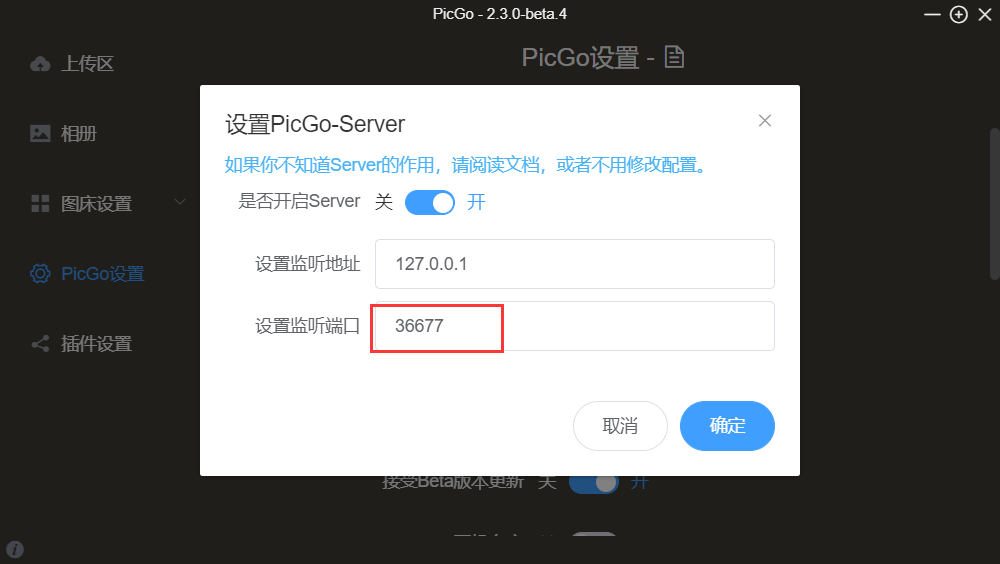 PicGo - 2.3.0-beta.4
上传区
PicGo设置 -
相册
图床设置
PicGo设置
插件设置
设置PicGo-Server
如果你不知道Server的作用，请阅读文档，或者不用修改配置。
是否开启Server 关 开
设置监听地址 127.0.0.1
设置监听端口 36677
取消 确定
接受Beta版本更新 关 开